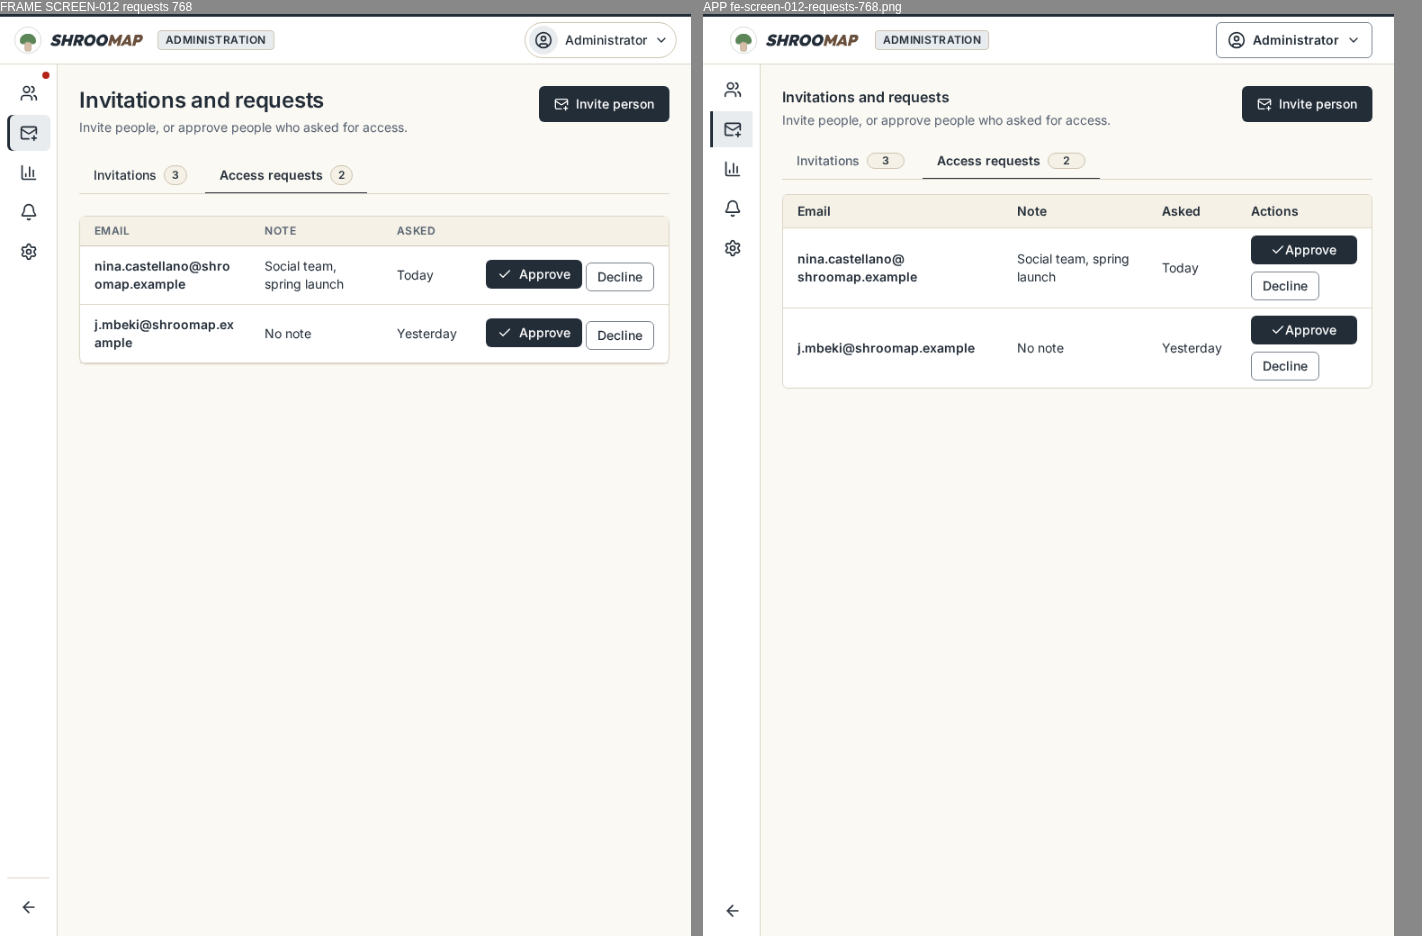 FRAME SCREEN-012 requests 768
SHROOMAP
ADMINISTRATION
Administrator
Invitations and requests
Invite people, or approve people who asked for access.
Invite person
Invitations 3
Access requests 2
EMAIL NOTE ASKED
nina.castellano@shro
omap.example
Social team,
spring launch
Today
Approve
Decline
j.mbeki@shroomap.ex
ample
No note
Yesterday
Approve
Decline
APP fe-screen-012-requests-768.png
SHROOMAP
ADMINISTRATION
Administrator
Invitations and requests
Invite people, or approve people who asked for access.
Invite person
Invitations 3
Access requests 2
Email Note Asked Actions
nina.castellano@
shroomap.example
Social team, spring
launch
Today
Approve
Decline
j.mbeki@shroomap.example
No note
Yesterday
Approve
Decline